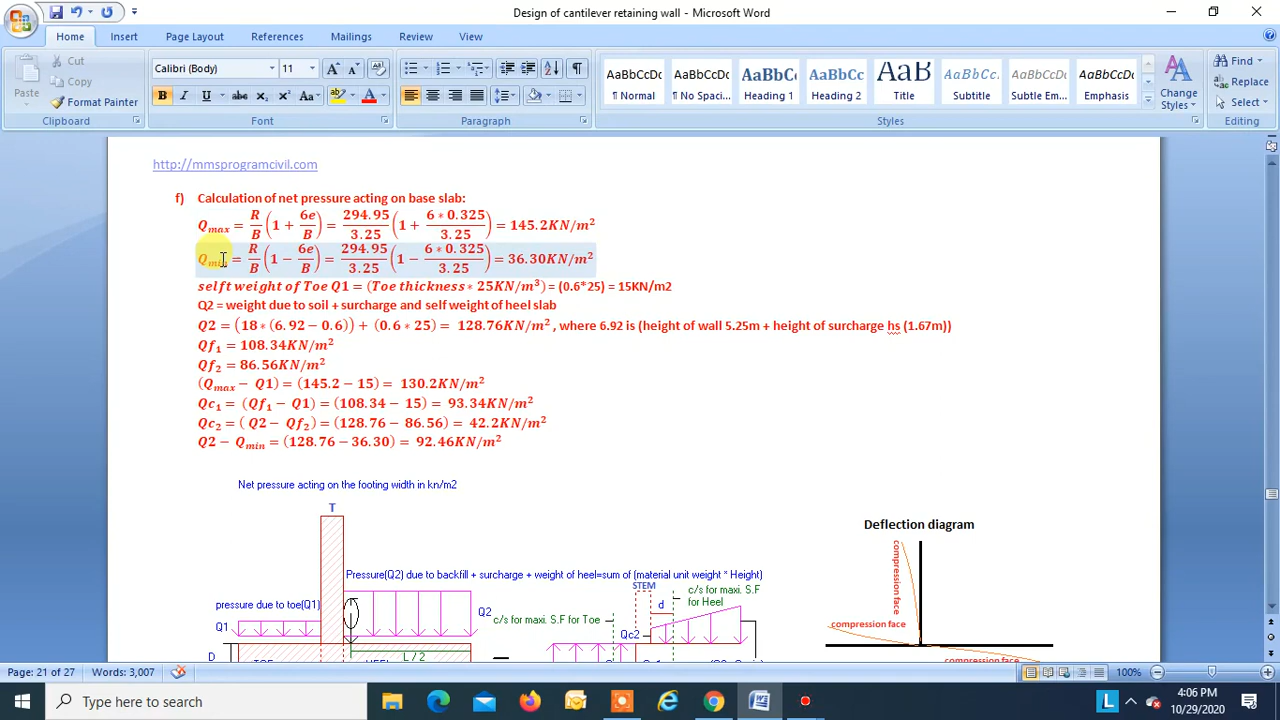 Design of cantilever retaining wall - Microsoft Word
Home Insert Page Layout References Mailings Review View
Paste
Cut
Copy
Format Painter
Clipboard
Calibri (Body) 11
Font
Paragraph
AaBbCcDc AaBbCcDc AaBbCc AaBbCc AaB AaBbCc AaBbCcDc AaBbCcDc
¶ Normal ¶ No Spaci... Heading 1 Heading 2 Title Subtitle Subtle Em... Emphasis
Styles
Change Styles
Find
Replace
Select
Editing
http://mmsprogramcivil.com
f) Calculation of net pressure acting on base slab:
Qmax = R/B (1 + 6e/B) = 294.95/3.25 (1 + 6 * 0.325/3.25) = 145.2KN/m²
Qmin = R/B (1 − 6e/B) = 294.95/3.25 (1 − 6 * 0.325/3.25) = 36.30KN/m²
selft weight of Toe Q1 = (Toe thickness * 25KN/m³) = (0.6*25) = 15KN/m2
Q2 = weight due to soil + surcharge and self weight of heel slab
Q2 = (18 * (6.92 − 0.6)) + (0.6 * 25) = 128.76KN/m², where 6.92 is (height of wall 5.25m + height of surcharge hs (1.67m))
Qf₁ = 108.34KN/m²
Qf₂ = 86.56KN/m²
(Qmax − Q1) = (145.2 − 15) = 130.2KN/m²
Qc₁ = (Qf₁ − Q1) = (108.34 − 15) = 93.34KN/m²
Qc₂ = ( Q2 − Qf₂) = (128.76 − 86.56) = 42.2KN/m²
Q2 − Qmin = (128.76 − 36.30) = 92.46KN/m²
Net pressure acting on the footing width in kn/m2
T
Deflection diagram
compression face
compression face
compression face
Pressure(Q2) due to backfill + surcharge + weight of heel=sum of (material unit weight * Height)
STEM
d
c/s for maxi. S.F
for Heel
pressure due to toe(Q1)
Q1
Q2
c/s for maxi. S.F for Toe
Qc2
D
L / 2
Page: 21 of 27 Words: 3,007 100%
Type here to search
4:06 PM
10/29/2020